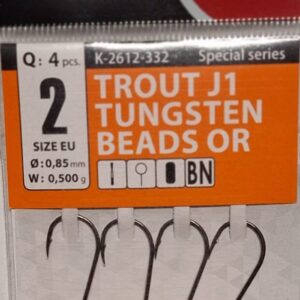 Q: 4 pcs.
K-2612-332 Special series
2
SIZE EU
Ø: 0,85 mm
W: 0,500 g
TROUT J1
TUNGSTEN
BEADS OR
BN